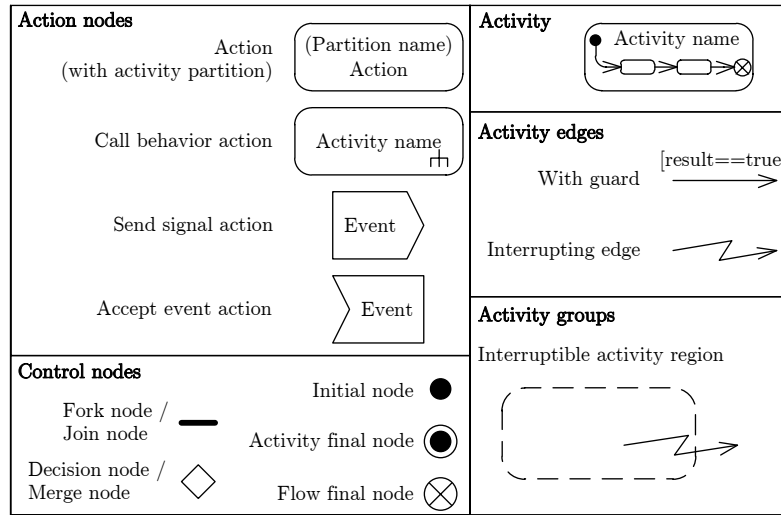 Action nodes
Action
(with activity partition)
(Partition name)
Action
Call behavior action
Activity name
Send signal action
Event
Accept event action
Event
Control nodes
Fork node /
Join node
Decision node /
Merge node
Initial node
Activity final node
Flow final node
Activity
Activity name
Activity edges
With guard
[result==true
Interrupting edge
Activity groups
Interruptible activity region